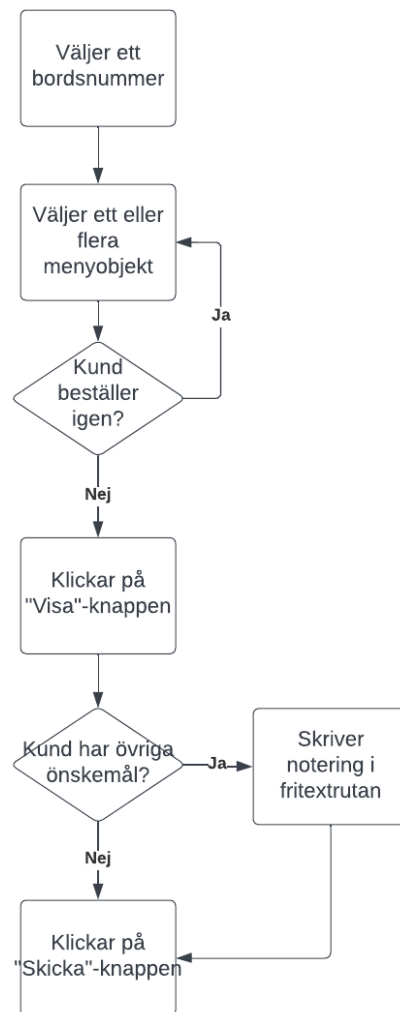 Väljer ett
bordsnummer
Väljer ett eller
flera
menyobjekt
Ja
Kund
beställer
igen?
Nej
Klickar på
"Visa"-knappen
Kund har övriga
önskemål?
Ja
Skriver
notering i
fritextrutan
Nej
Klickar på
"Skicka"-knappen